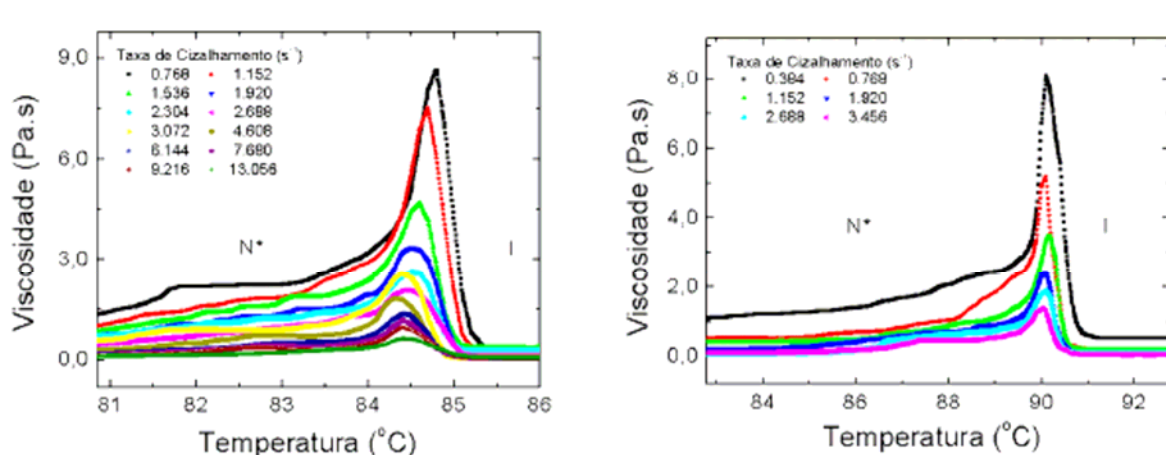 Viscosidade (Pa.s)
9,0
6,0
3,0
0,0
Taxa de Cizalhamento (s⁻¹)
0.768 1.152
1.536 1.920
2.304 2.688
3.072 4.608
6.144 7.680
9.216 13.056
N*
I
81 82 83 84 85 86
Temperatura (°C)
Viscosidade (Pa.s)
8,0
6,0
4,0
2,0
0,0
Taxa de Cizalhamento (s⁻¹)
0.384 0.768
1.152 1.920
2.688 3.456
N*
I
84 86 88 90 92
Temperatura (°C)